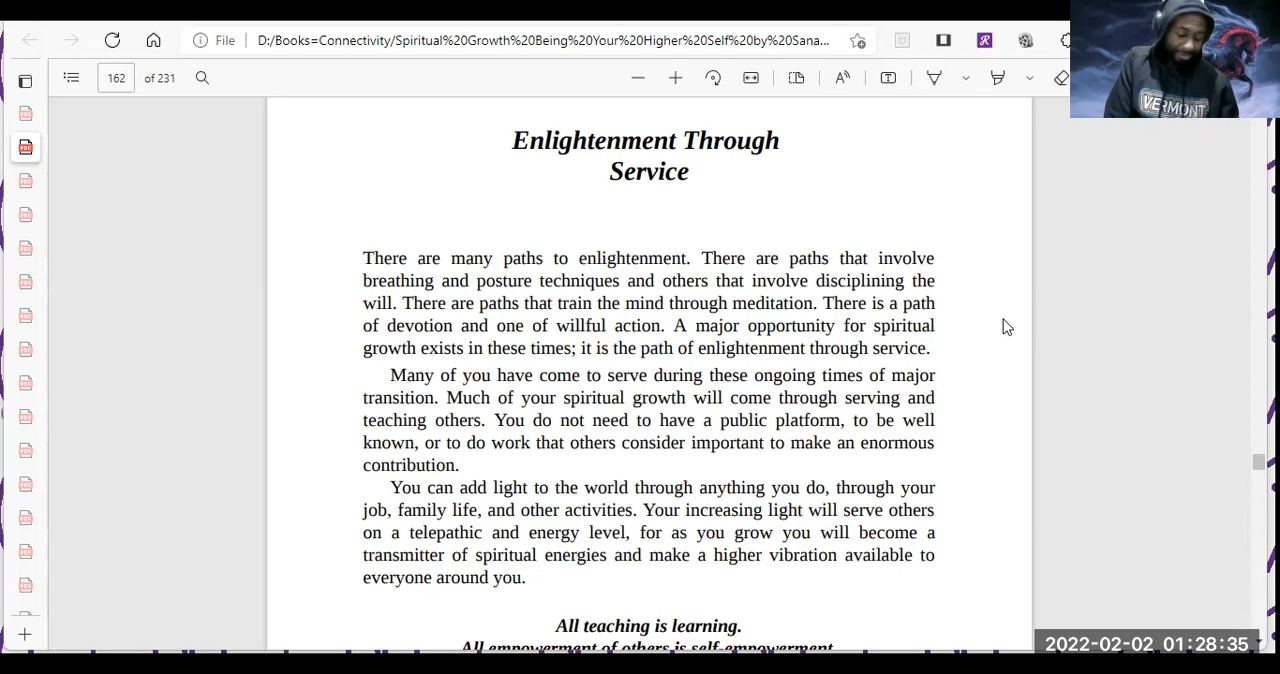 File
D:/Books=Connectivity/Spiritual%20Growth%20Being%20Your%20Higher%20Self%20by%20Sana...
162 of 231
VERMONT
Enlightenment Through
Service
There are many paths to enlightenment. There are paths that involve
breathing and posture techniques and others that involve disciplining the
will. There are paths that train the mind through meditation. There is a path
of devotion and one of willful action. A major opportunity for spiritual
growth exists in these times; it is the path of enlightenment through service.
Many of you have come to serve during these ongoing times of major
transition. Much of your spiritual growth will come through serving and
teaching others. You do not need to have a public platform, to be well
known, or to do work that others consider important to make an enormous
contribution.
You can add light to the world through anything you do, through your
job, family life, and other activities. Your increasing light will serve others
on a telepathic and energy level, for as you grow you will become a
transmitter of spiritual energies and make a higher vibration available to
everyone around you.
All teaching is learning.
All empowerment of others is self-empowerment
2022-02-02 01:28:35